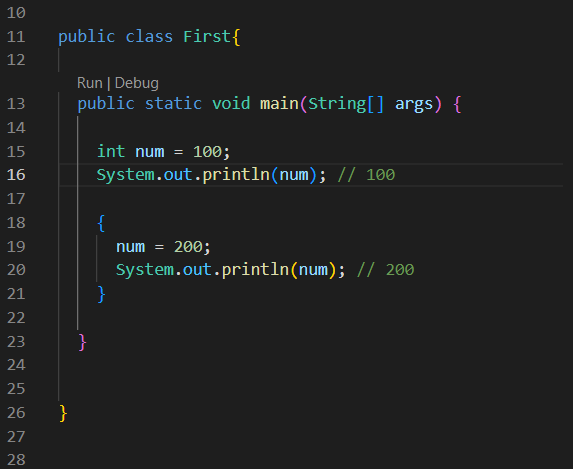 10
11 public class First{
12
Run | Debug
13 public static void main(String[] args) {
14
15 int num = 100;
16 System.out.println(num); // 100
17
18 {
19 num = 200;
20 System.out.println(num); // 200
21 }
22
23 }
24
25
26 }
27
28